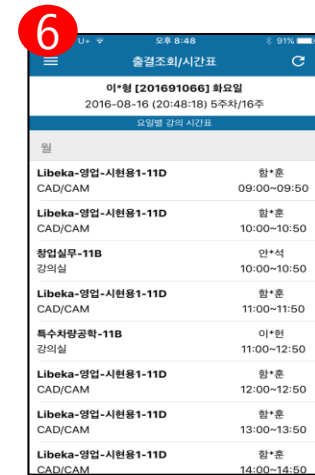 6
U+ 오후 8:48 91%
출결조회/시간표
이*형 [201691066] 화요일
2016-08-16 (20:48:18) 5주차/16주
요일별 강의 시간표
월
Libeka-영업-시현용1-11D 함*훈
CAD/CAM 09:00~09:50
Libeka-영업-시현용1-11D 함*훈
CAD/CAM 10:00~10:50
창업실무-11B 안*석
강의실 10:00~10:50
Libeka-영업-시현용1-11D 함*훈
CAD/CAM 11:00~11:50
특수차량공학-11B 이*헌
강의실 11:00~12:50
Libeka-영업-시현용1-11D 함*훈
CAD/CAM 12:00~12:50
Libeka-영업-시현용1-11D 함*훈
CAD/CAM 13:00~13:50
Libeka-영업-시현용1-11D 함*훈
CAD/CAM 14:00~14:50